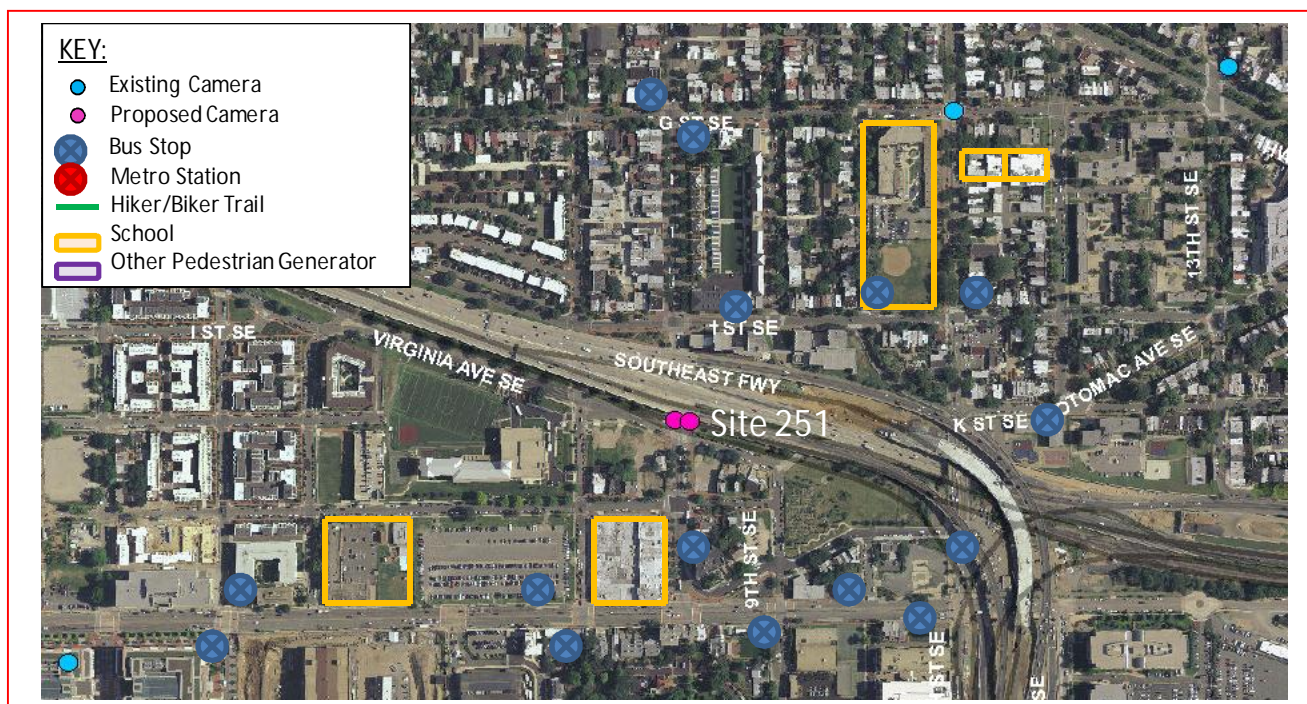 KEY:
Existing Camera
Proposed Camera
Bus Stop
Metro Station
Hiker/Biker Trail
School
Other Pedestrian Generator
G ST SE
13TH ST SE
I ST SE
VIRGINIA AVE SE
SOUTHEAST FWY
OTOMAC AVE SE
K ST SE
Site 251
9TH ST SE
ST SE
SE